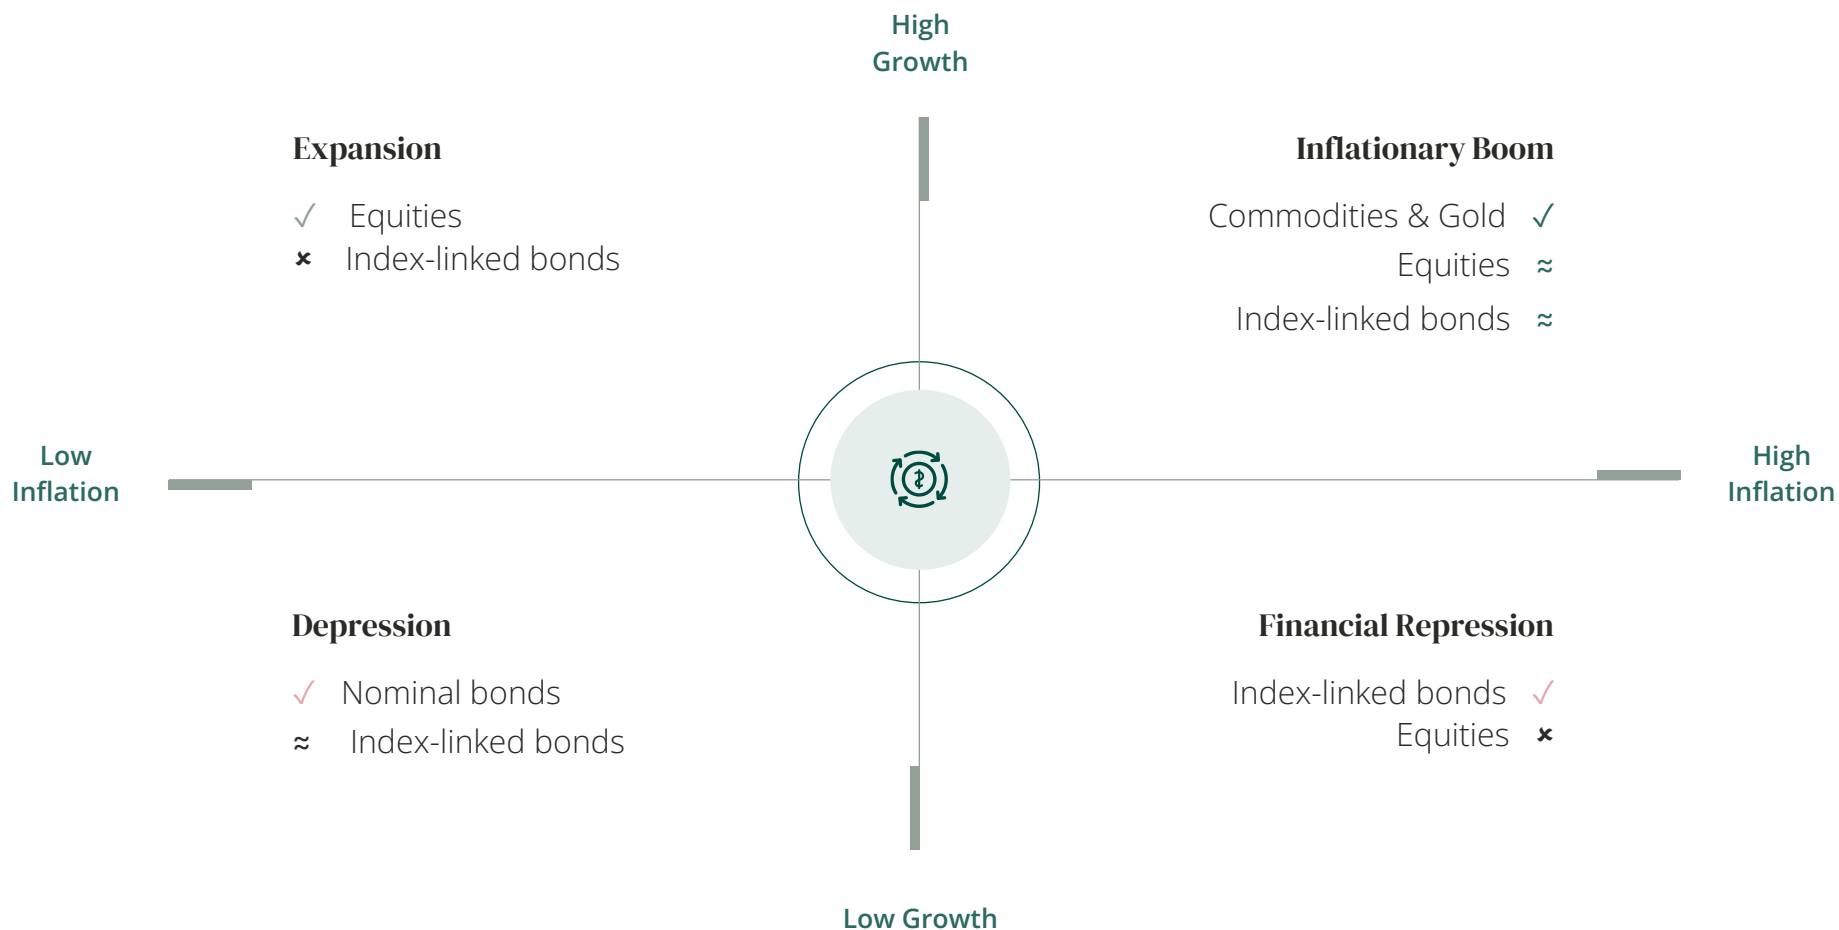 High
Growth
Expansion
✓ Equities
✗ Index-linked bonds
Inflationary Boom
Commodities & Gold ✓
Equities ≈
Index-linked bonds ≈
Low
Inflation
$
High
Inflation
Depression
✓ Nominal bonds
≈ Index-linked bonds
Financial Repression
Index-linked bonds ✓
Equities ✗
Low Growth